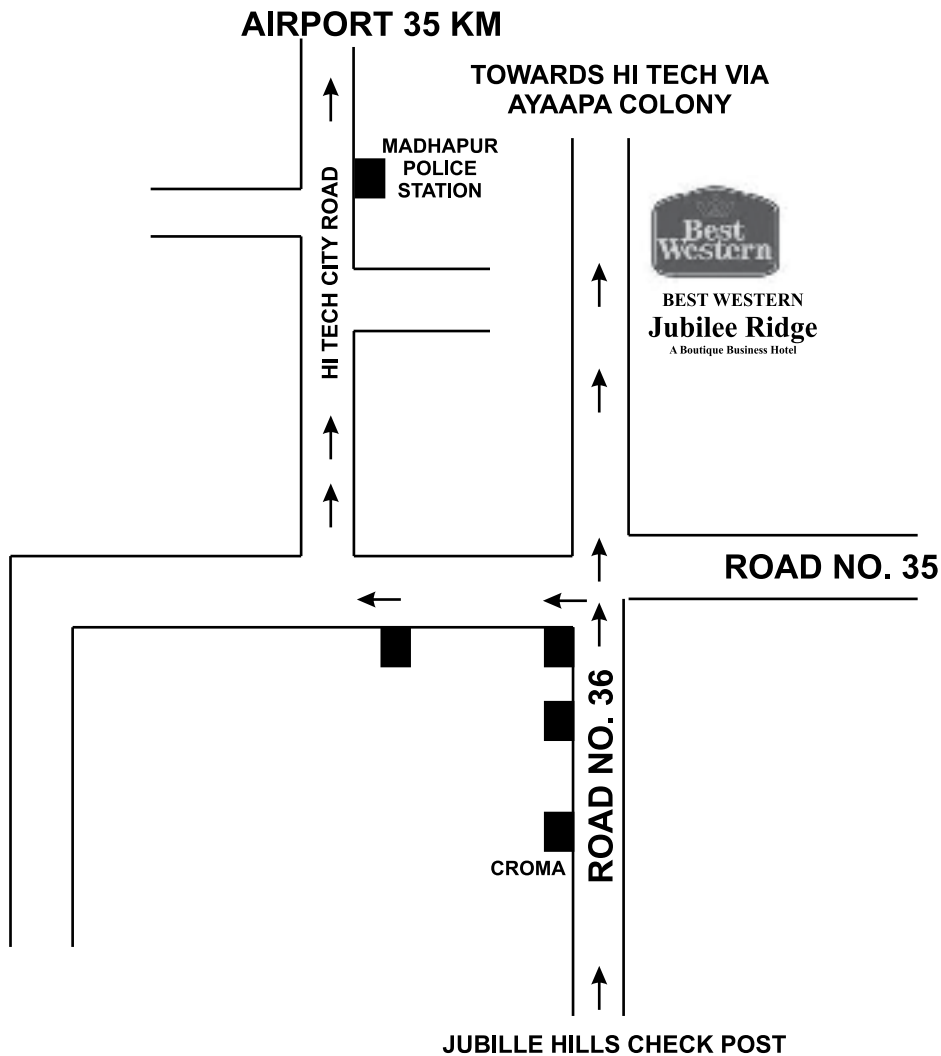 AIRPORT 35 KM
TOWARDS HI TECH VIA
AYAAPA COLONY
MADHAPUR
POLICE
STATION
HI TECH CITY ROAD
Best
Western
BEST WESTERN
Jubilee Ridge
A Boutique Business Hotel
ROAD NO. 35
ROAD NO. 36
CROMA
JUBILLE HILLS CHECK POST